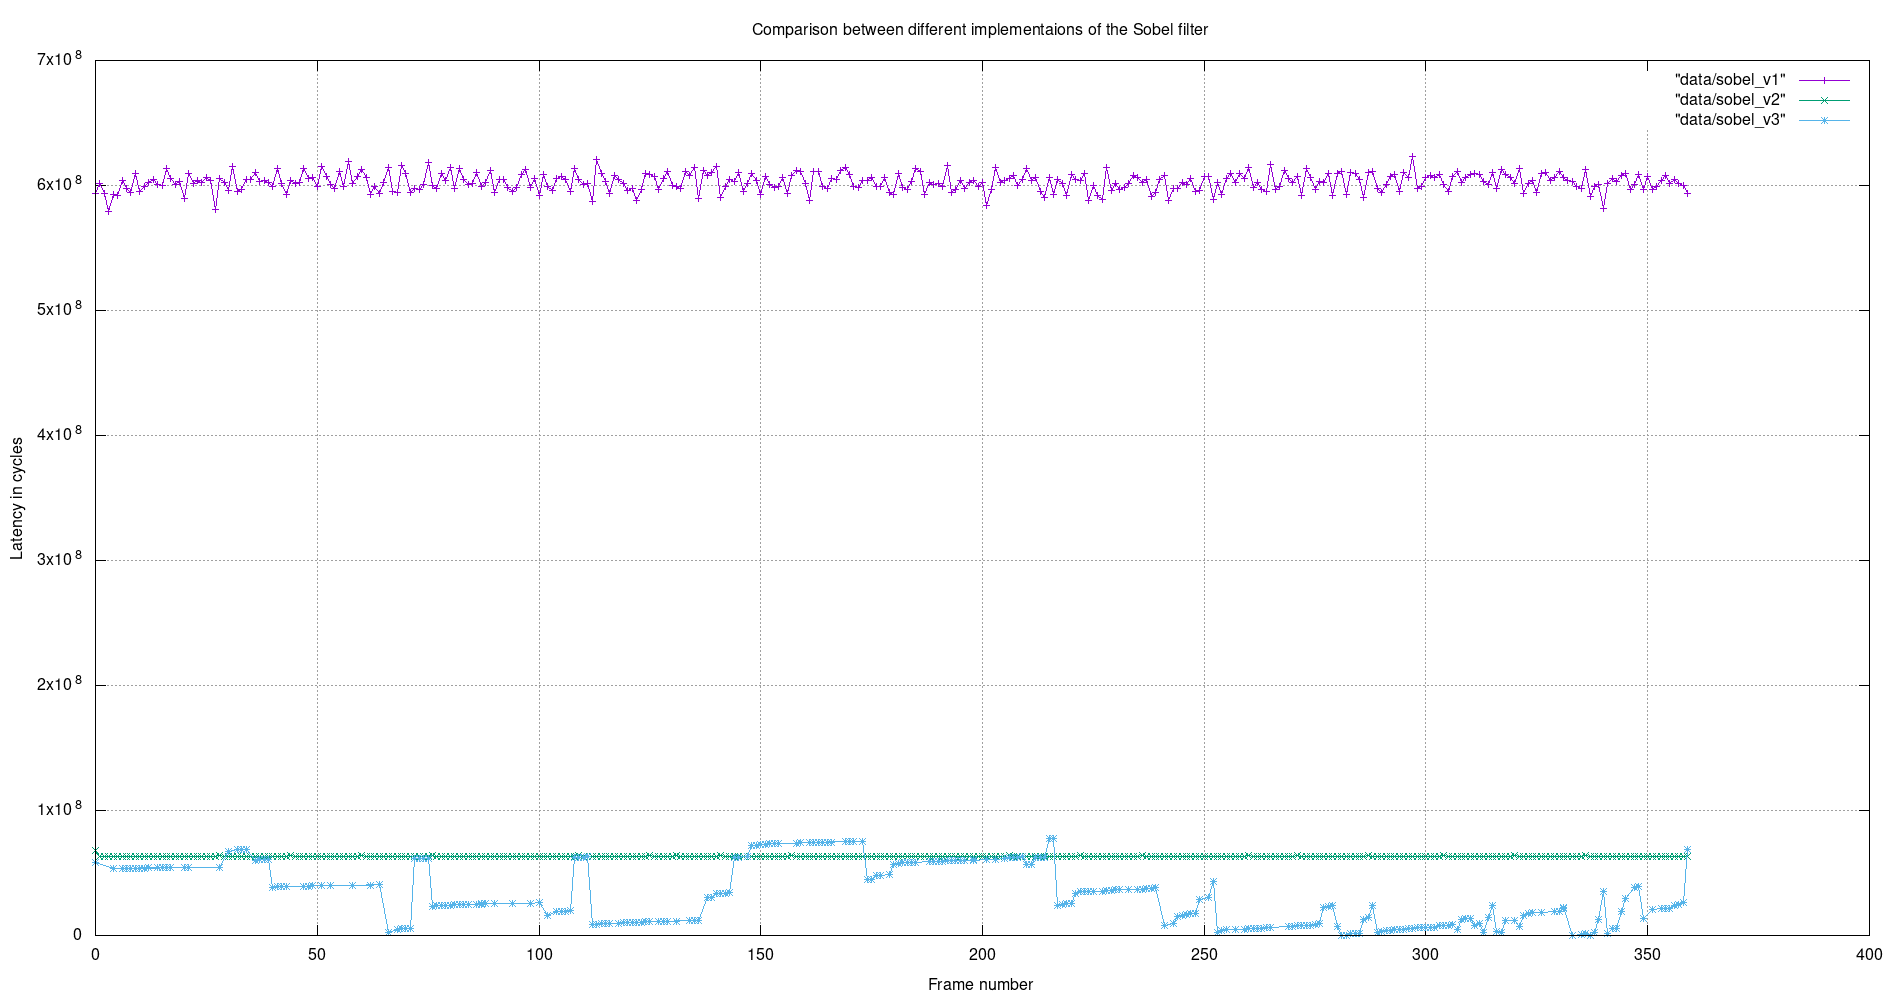 Comparison between different implementaions of the Sobel filter
7x10^8
"data/sobel_v1"
"data/sobel_v2"
"data/sobel_v3"
6x10^8
5x10^8
4x10^8
3x10^8
2x10^8
1x10^8
0
Latency in cycles
0 50 100 150 200 250 300 350 400
Frame number